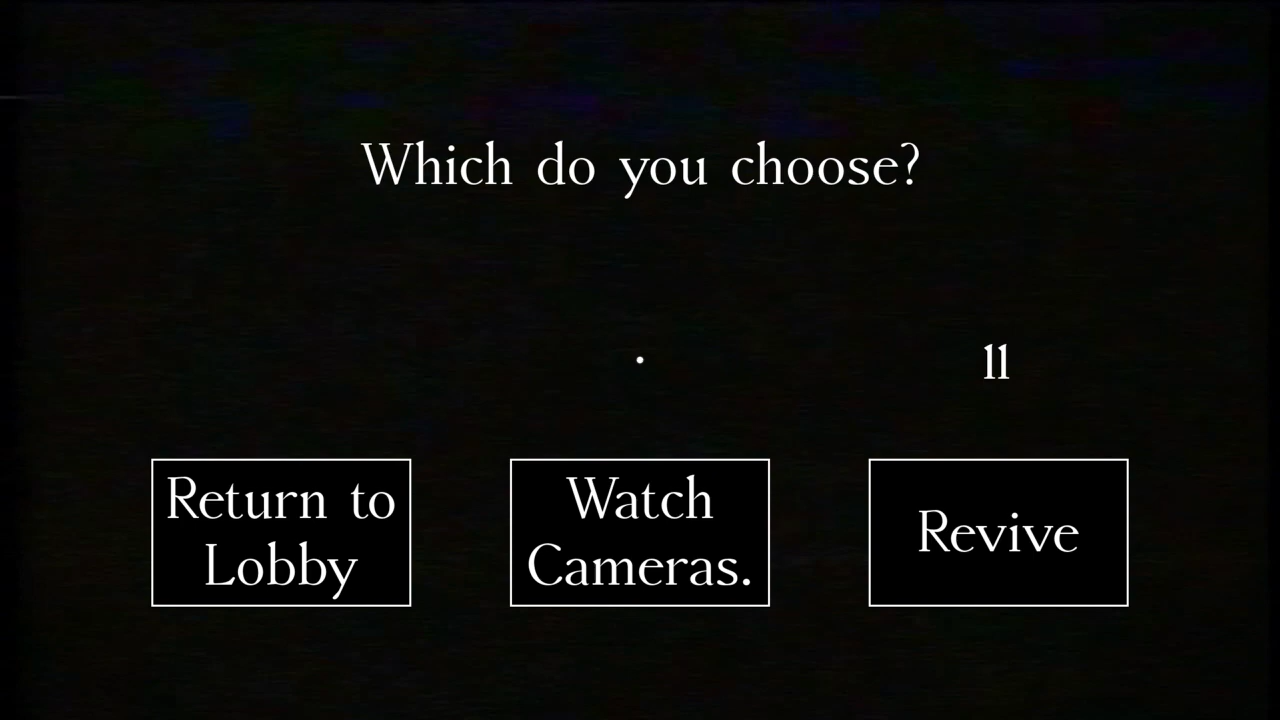 Which do you choose?
11
Return to
Lobby
Watch
Cameras.
Revive